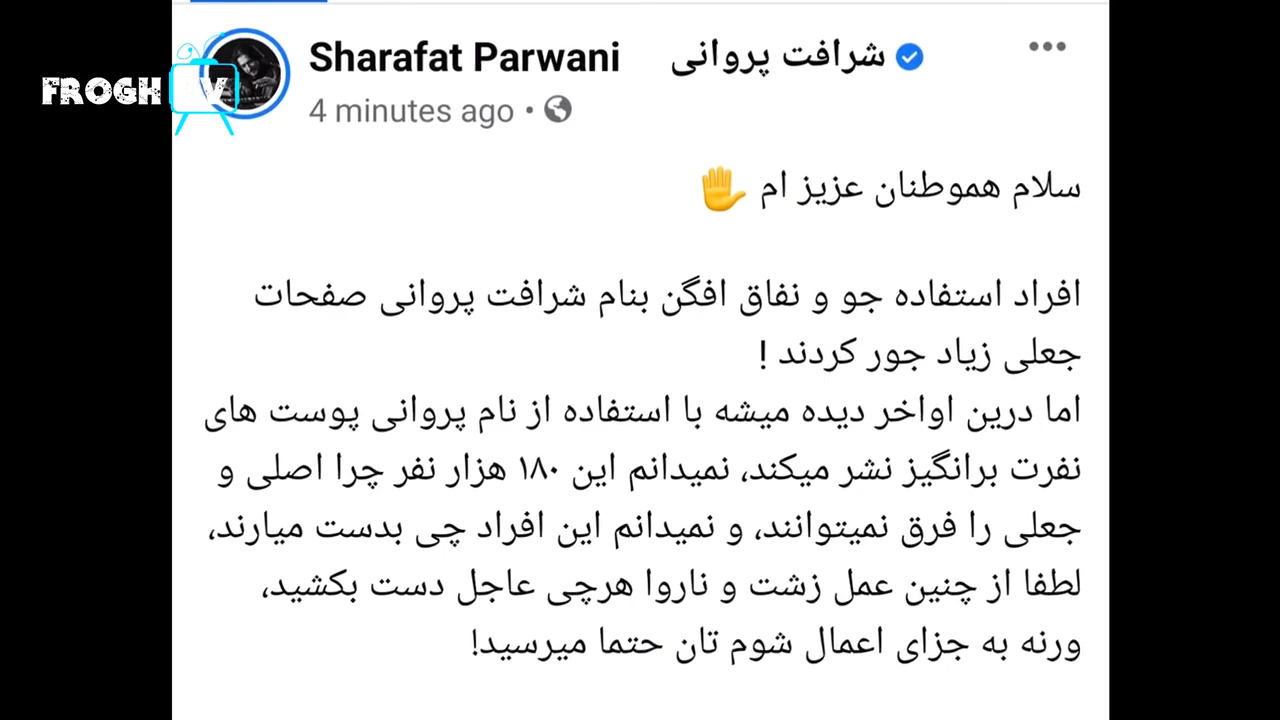 Sharafat Parwani شرافت پروانی
FROGH TV
4 minutes ago ·
سلام هموطنان عزیز ام ✋
افراد استفاده جو و نفاق افگن بنام شرافت پروانی صفحات
جعلی زیاد جور کردند !
اما درین اواخر دیده میشه با استفاده از نام پروانی پوست های
نفرت برانگیز نشر میکند، نمیدانم این ۱۸۰ هزار نفر چرا اصلی و
جعلی را فرق نمیتوانند، و نمیدانم این افراد چی بدست میارند،
لطفا از چنین عمل زشت و ناروا هرچی عاجل دست بکشید،
ورنه به جزای اعمال شوم تان حتما میرسید!